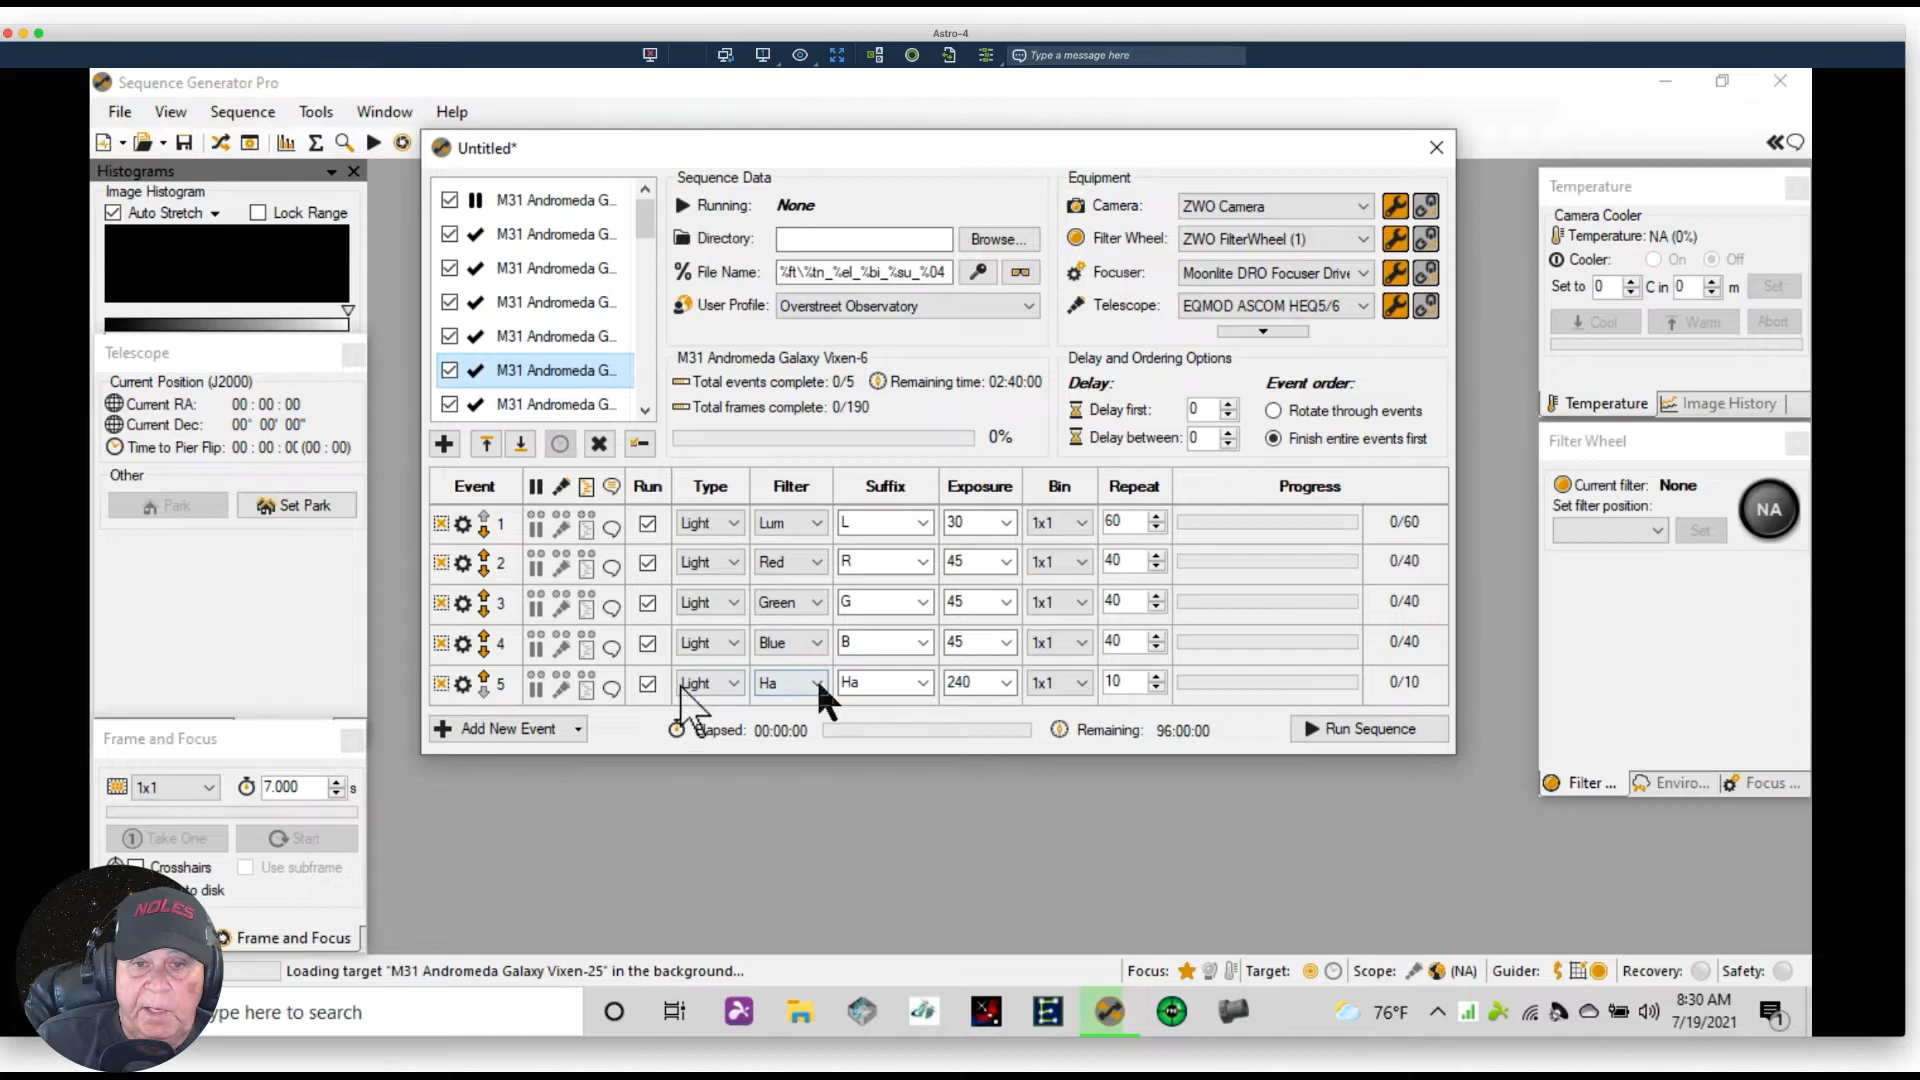 Astro-4
Type a message here
Sequence Generator Pro
File View Sequence Tools Window Help
Histograms
Image Histogram
Auto Stretch Lock Range
Telescope
Current Position (J2000)
Current RA: 00 : 00 : 00
Current Dec: 00° 00' 00"
Time to Pier Flip: 00 : 00 : 0( (00 : 00)
Other
Park Set Park
Frame and Focus
1x1 7.000 s
Take One Start
Crosshairs Use subframe
to disk
Frame and Focus
Untitled*
M31 Andromeda G...
M31 Andromeda G...
M31 Andromeda G...
M31 Andromeda G...
M31 Andromeda G...
M31 Andromeda G...
M31 Andromeda G...
Sequence Data
Running: None
Directory: Browse...
File Name: %ft\%tn_%el_%bi_%su_%04
User Profile: Overstreet Observatory
M31 Andromeda Galaxy Vixen-6
Total events complete: 0/5 Remaining time: 02:40:00
Total frames complete: 0/190
0%
Equipment
Camera: ZWO Camera
Filter Wheel: ZWO FilterWheel (1)
Focuser: Moonlite DRO Focuser Drive
Telescope: EQMOD ASCOM HEQ5/6
Delay and Ordering Options
Delay: Event order:
Delay first: 0 Rotate through events
Delay between: 0 Finish entire events first
Event Run Type Filter Suffix Exposure Bin Repeat Progress
1 Light Lum L 30 1x1 60 0/60
2 Light Red R 45 1x1 40 0/40
3 Light Green G 45 1x1 40 0/40
4 Light Blue B 45 1x1 40 0/40
5 Light Ha Ha 240 1x1 10 0/10
Add New Event Elapsed: 00:00:00 Remaining: 96:00:00 Run Sequence
Temperature
Camera Cooler
Temperature: NA (0%)
Cooler: On Off
Set to 0 C in 0 m Set
Cool Warm Abort
Temperature Image History
Filter Wheel
Current filter: None
Set filter position:
Set
NA
Filter ... Enviro... Focus ...
NOLES
Loading target "M31 Andromeda Galaxy Vixen-25" in the background...
Focus: Target: Scope: (NA) Guider: Recovery: Safety:
ype here to search
76°F
8:30 AM
7/19/2021
1